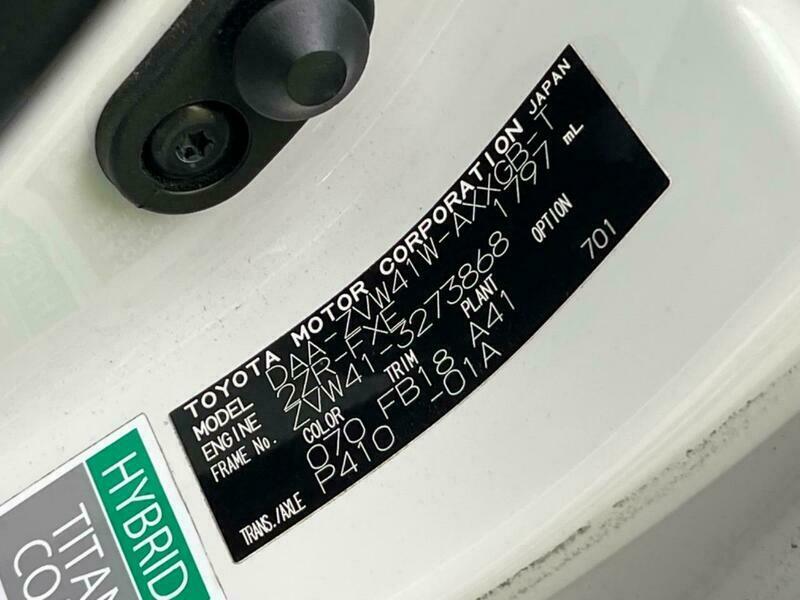 TOYOTA MOTOR CORPORATION JAPAN
MODEL DAA-ZVW41W-AXXGB-T
ENGINE 2ZR-FXE 1797 mL
FRAME No. ZVW41-3273868
COLOR TRIM PLANT OPTION
070 FB18 A41 701
TRANS./AXLE P410 -01A
HYBRID